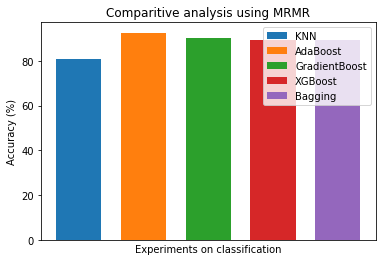 Comparitive analysis using MRMR
KNN
AdaBoost
GradientBoost
XGBoost
Bagging
80
60
40
20
0
Accuracy (%)
Experiments on classification